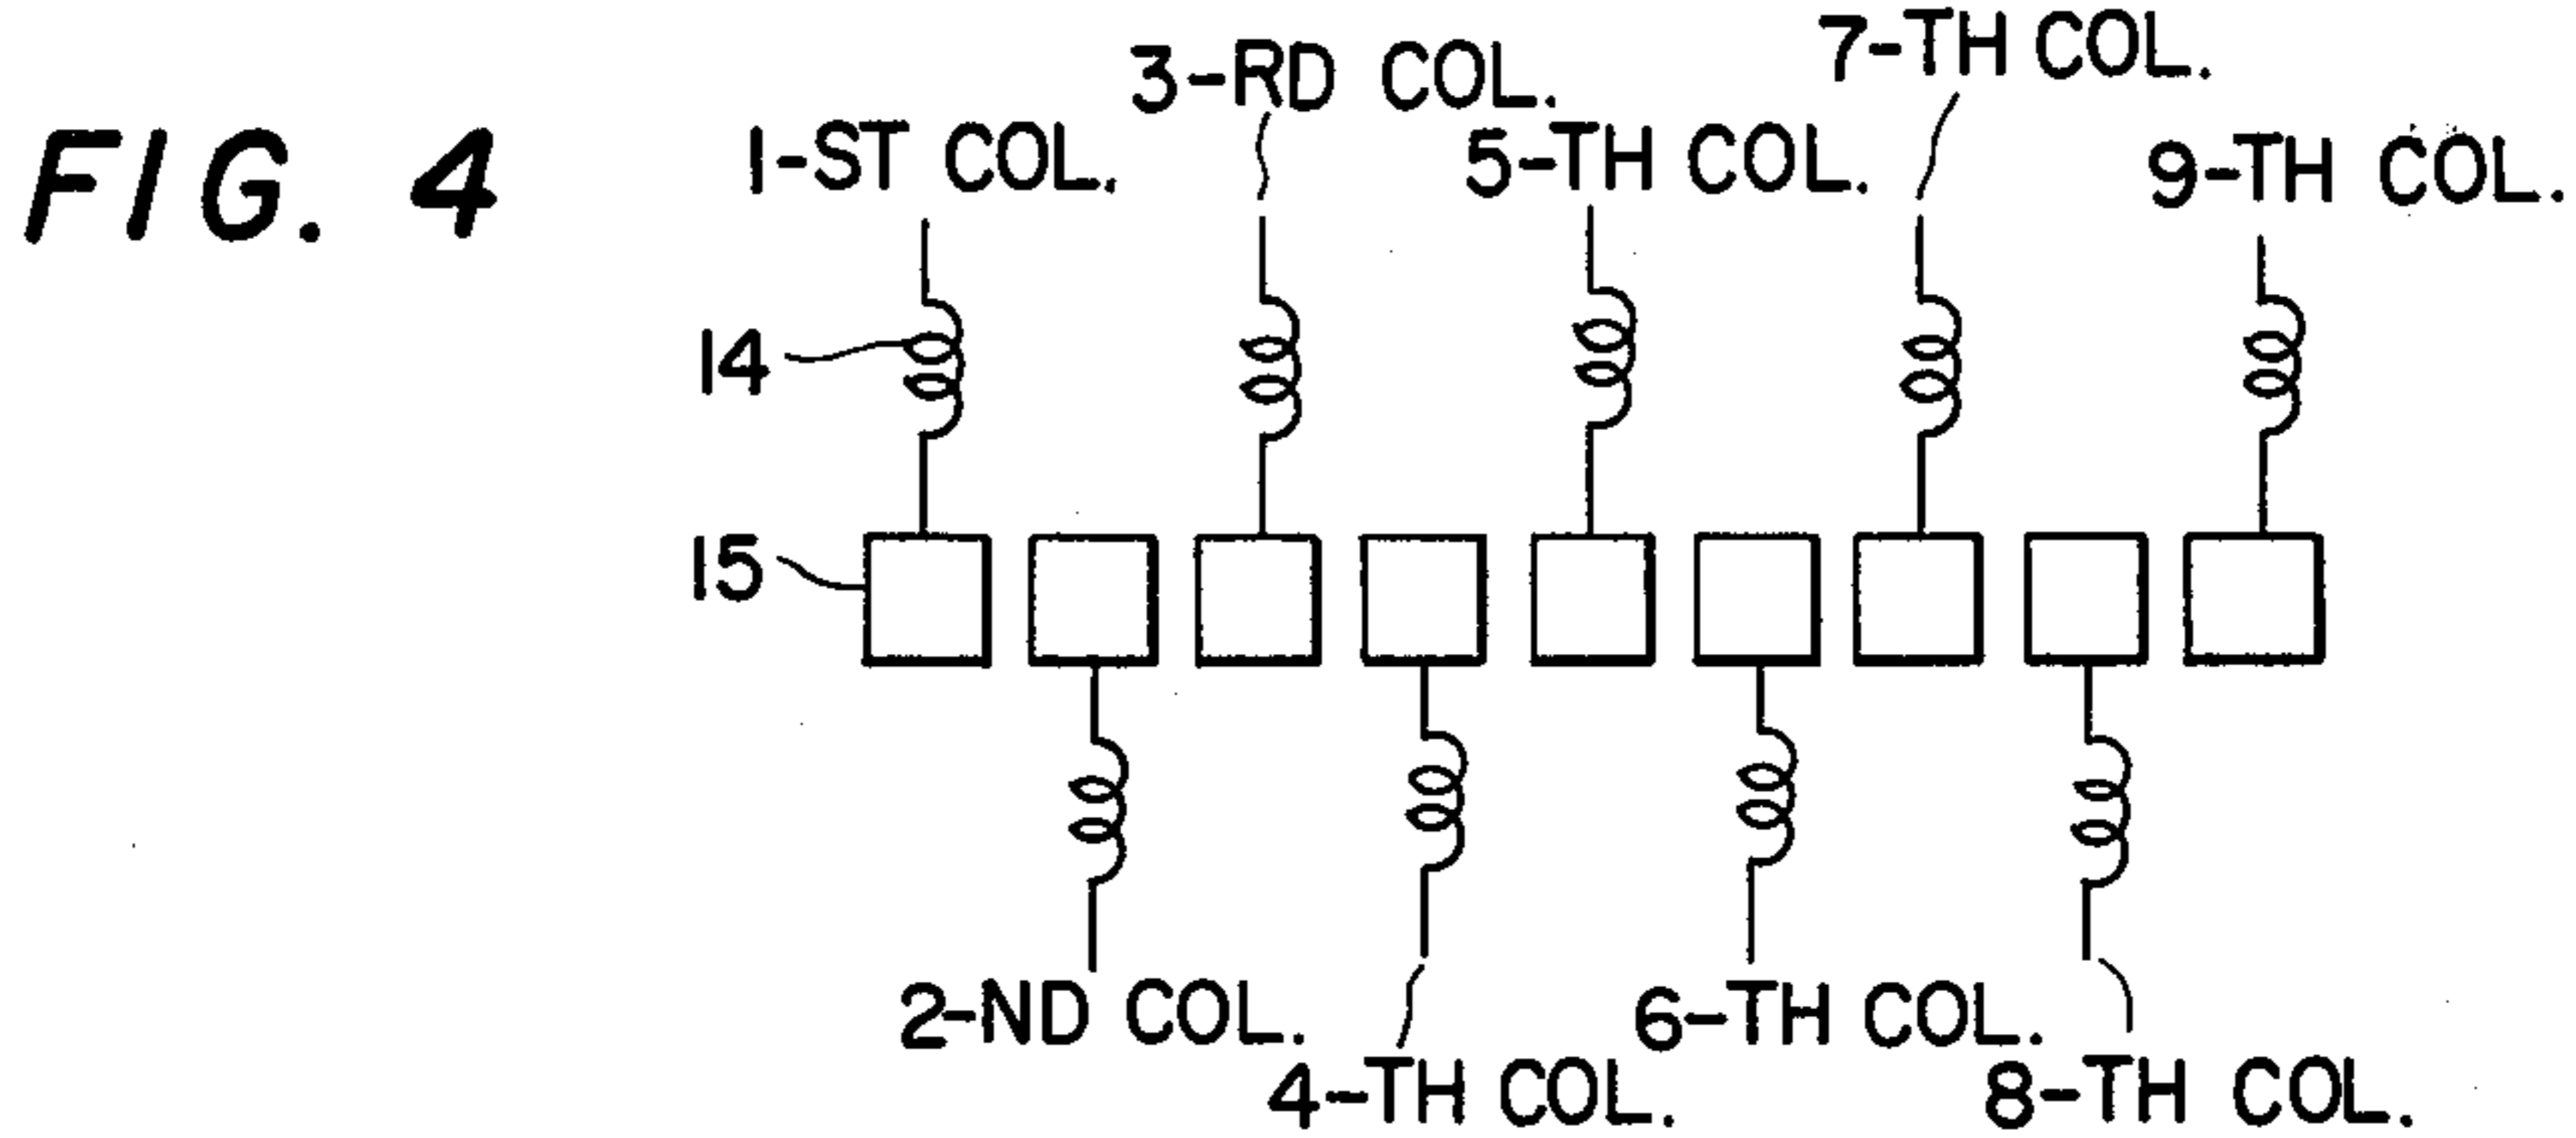 FIG. 4
1-ST COL.
3-RD COL.
5-TH COL.
7-TH COL.
9-TH COL.
14
15
2-ND COL.
4-TH COL.
6-TH COL.
8-TH COL.